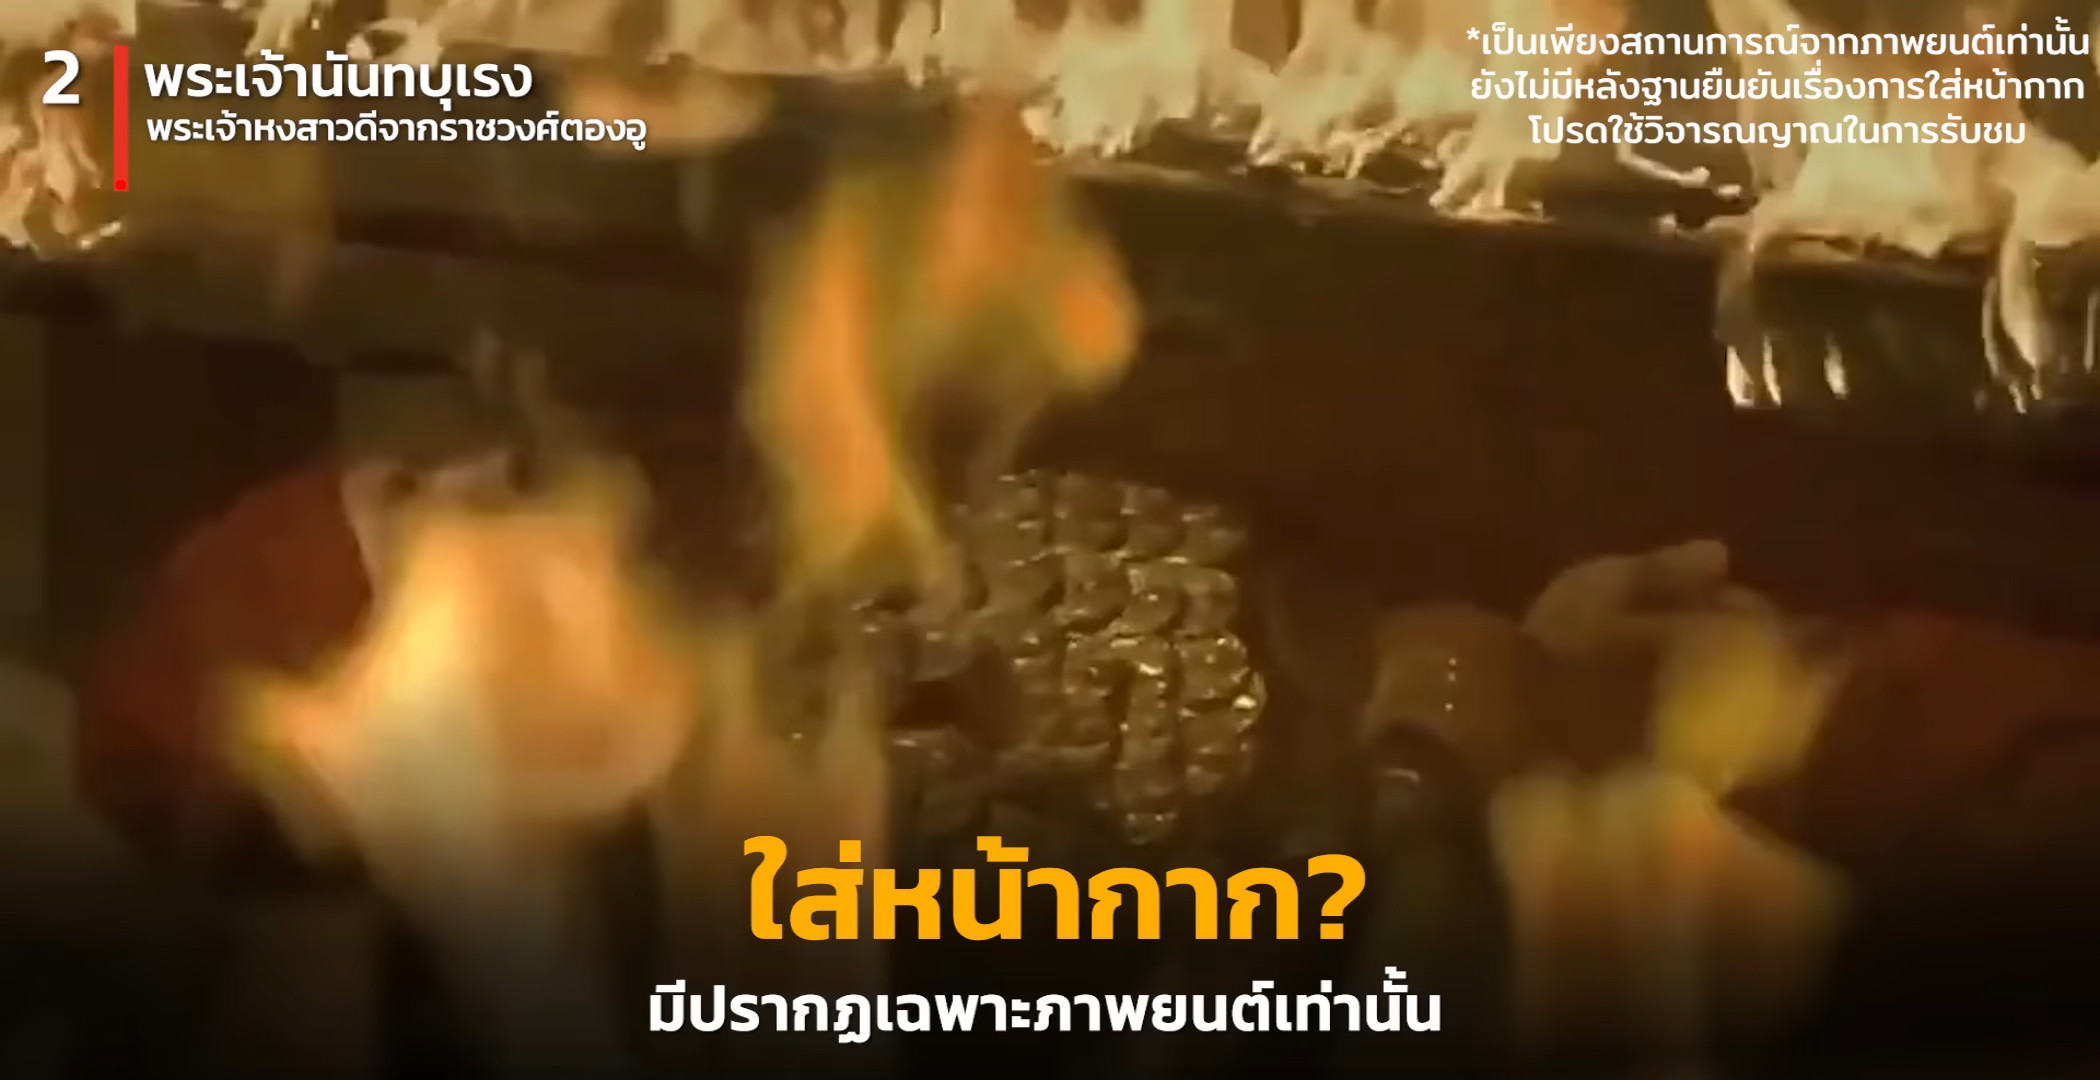 2
พระเจ้านันทบุเรง
พระเจ้าหงสาวดีจากราชวงศ์ตองอู
*เป็นเพียงสถานการณ์จากภาพยนต์เท่านั้น
ยังไม่มีหลังฐานยืนยันเรื่องการใส่หน้ากาก
โปรดใช้วิจารณญาณในการรับชม
ใส่หน้ากาก?
มีปรากฏเฉพาะภาพยนต์เท่านั้น